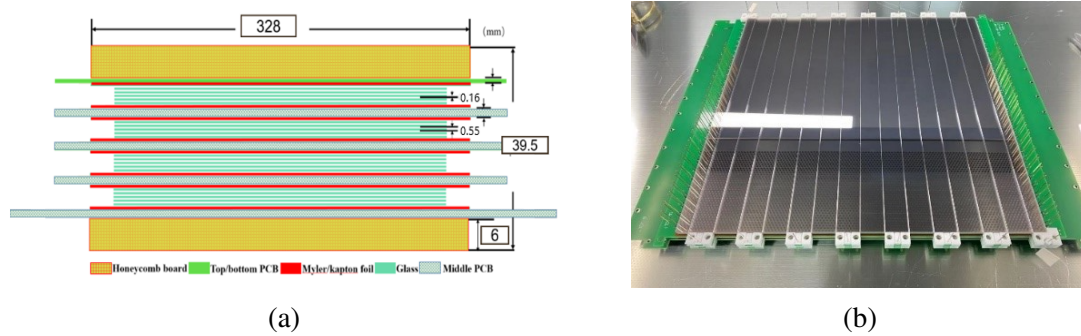 328
(mm)
0.16
0.55
39.5
6
Honeycomb board Top/bottom PCB Myler/kapton foil Glass Middle PCB
(a) (b)